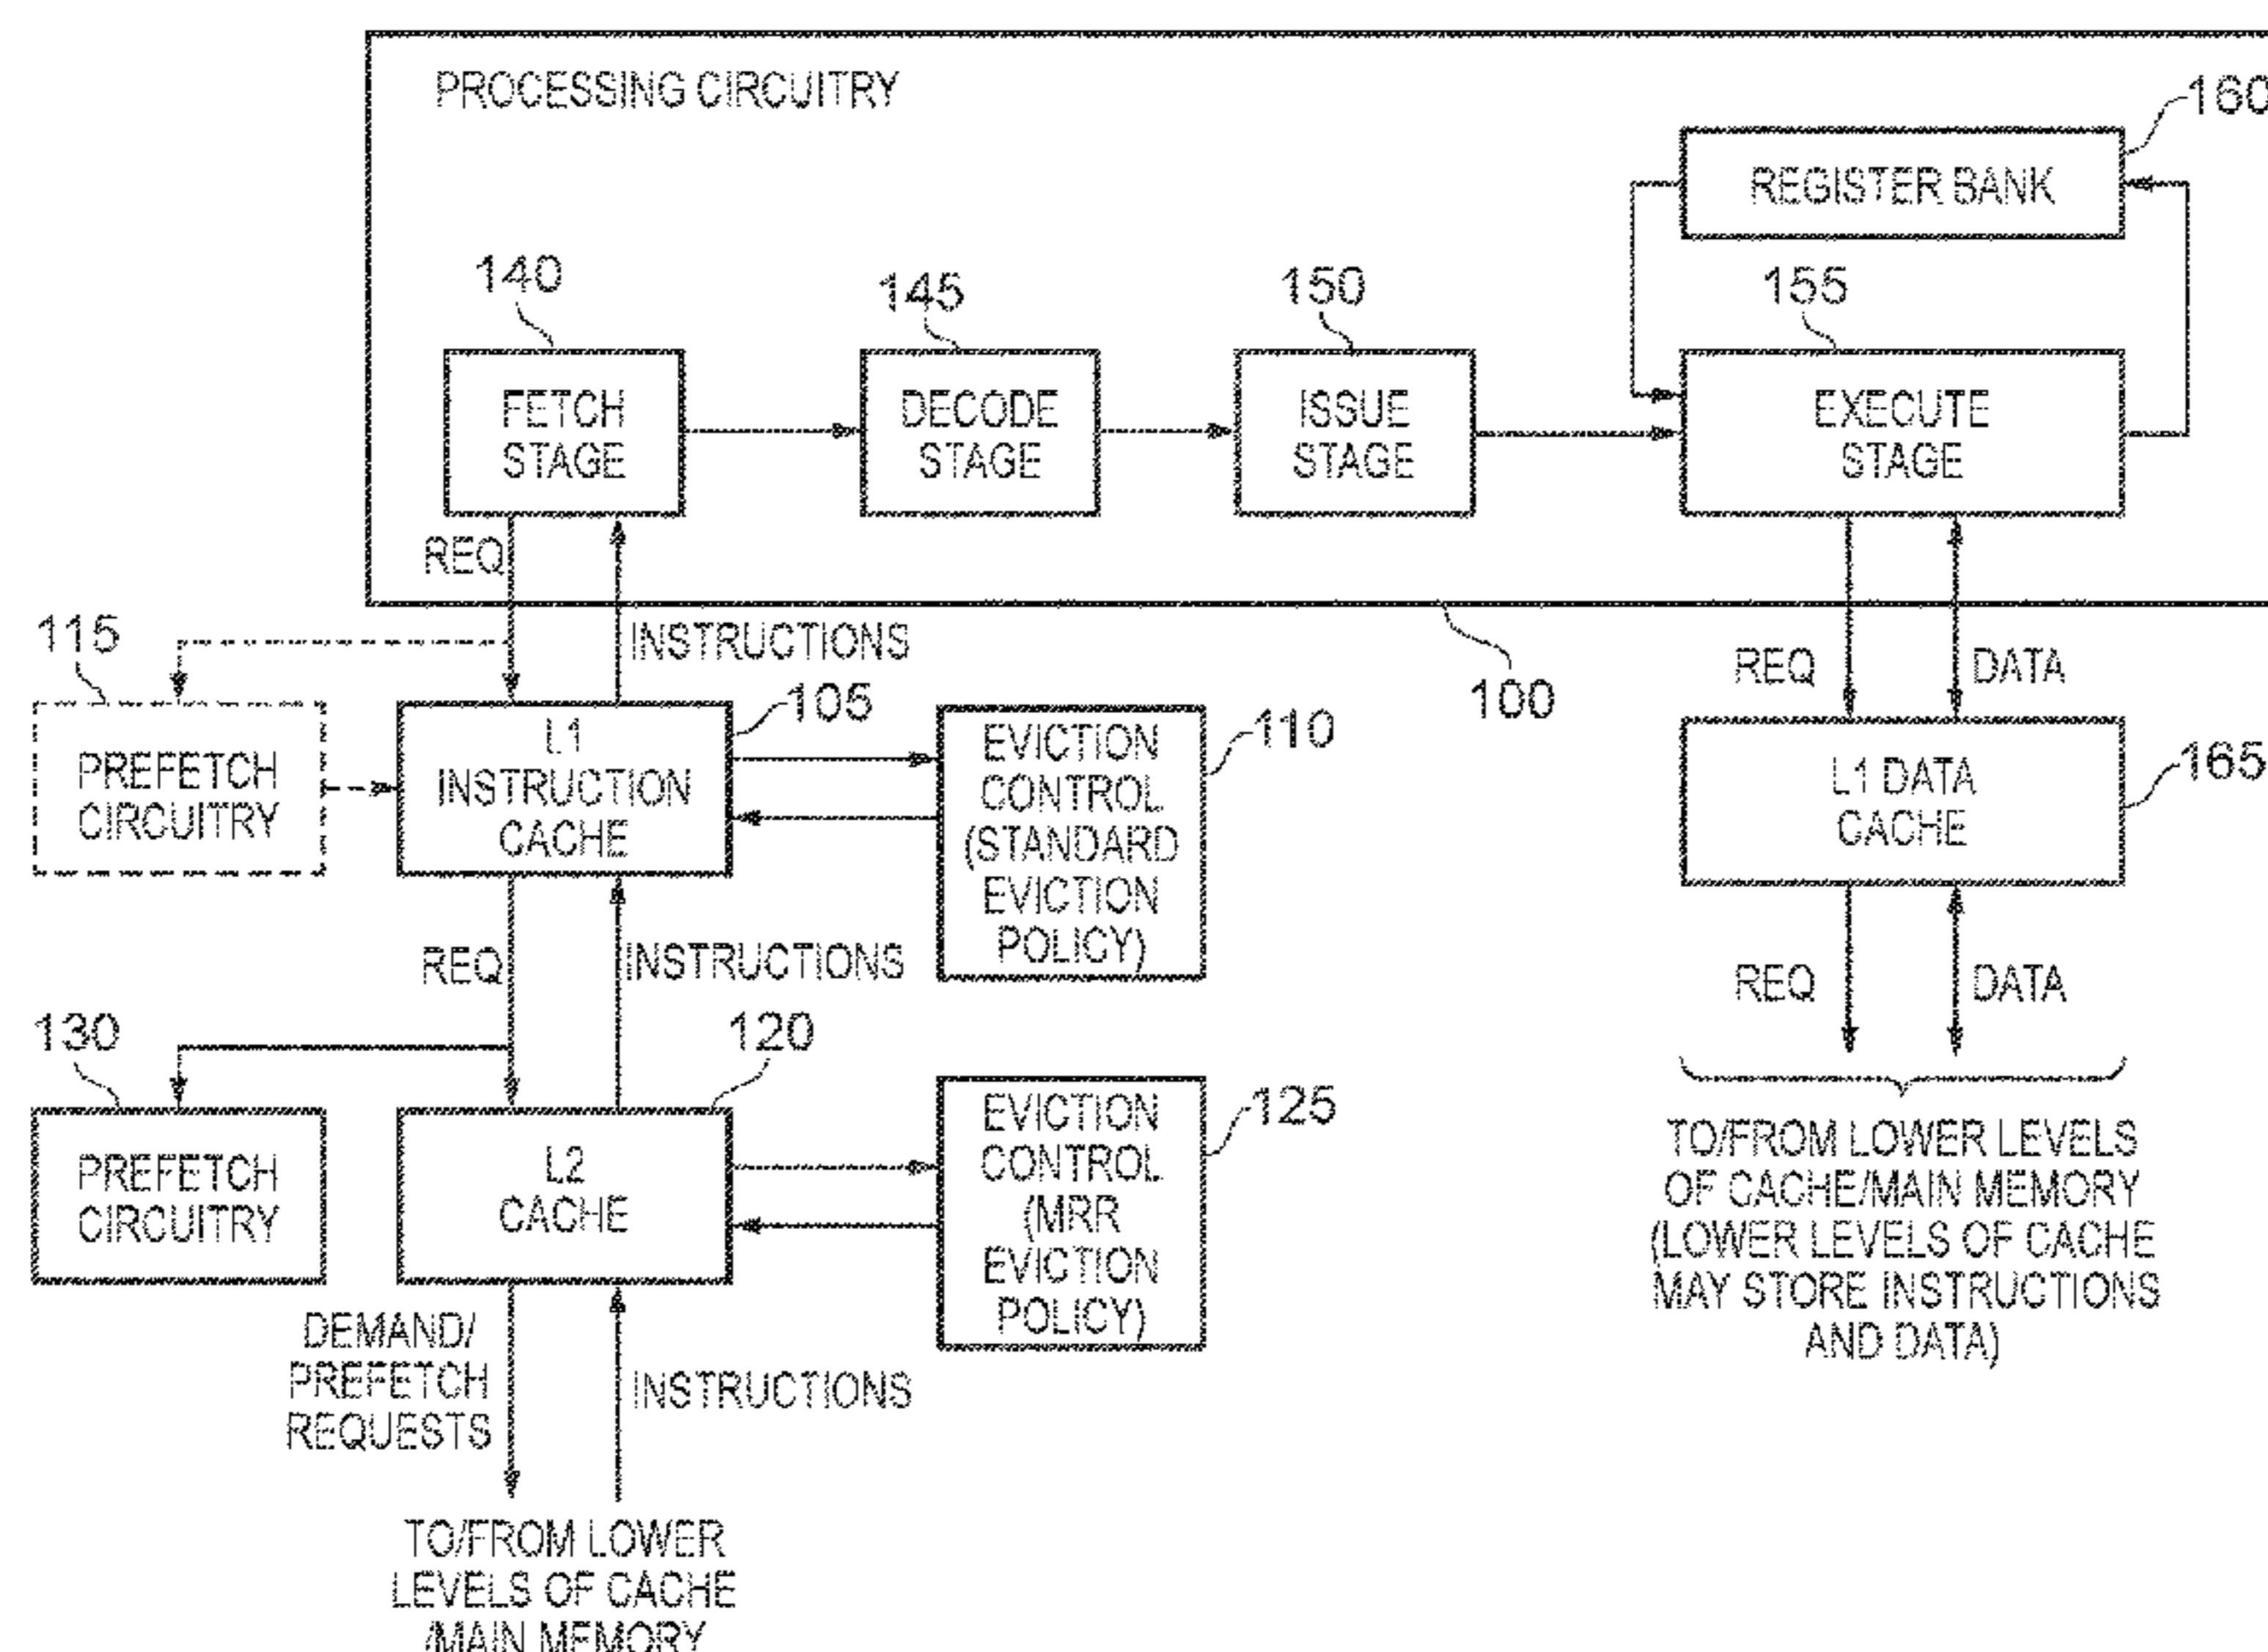 PROCESSING CIRCUITRY
160
REGISTER BANK
140
145
150
155
FETCH
STAGE
DECODE
STAGE
ISSUE
STAGE
EXECUTE
STAGE
REQ
INSTRUCTIONS
100
REQ
DATA
115
PREFETCH
CIRCUITRY
105
L1
INSTRUCTION
CACHE
110
EVICTION
CONTROL
(STANDARD
EVICTION
POLICY)
165
L1 DATA
CACHE
REQ
INSTRUCTIONS
REQ
DATA
130
PREFETCH
CIRCUITRY
120
L2
CACHE
125
EVICTION
CONTROL
(MRR
EVICTION
POLICY)
TO/FROM LOWER LEVELS
OF CACHE/MAIN MEMORY
(LOWER LEVELS OF CACHE
MAY STORE INSTRUCTIONS
AND DATA)
DEMAND/
PREFETCH
REQUESTS
INSTRUCTIONS
TO/FROM LOWER
LEVELS OF CACHE
/MAIN MEMORY